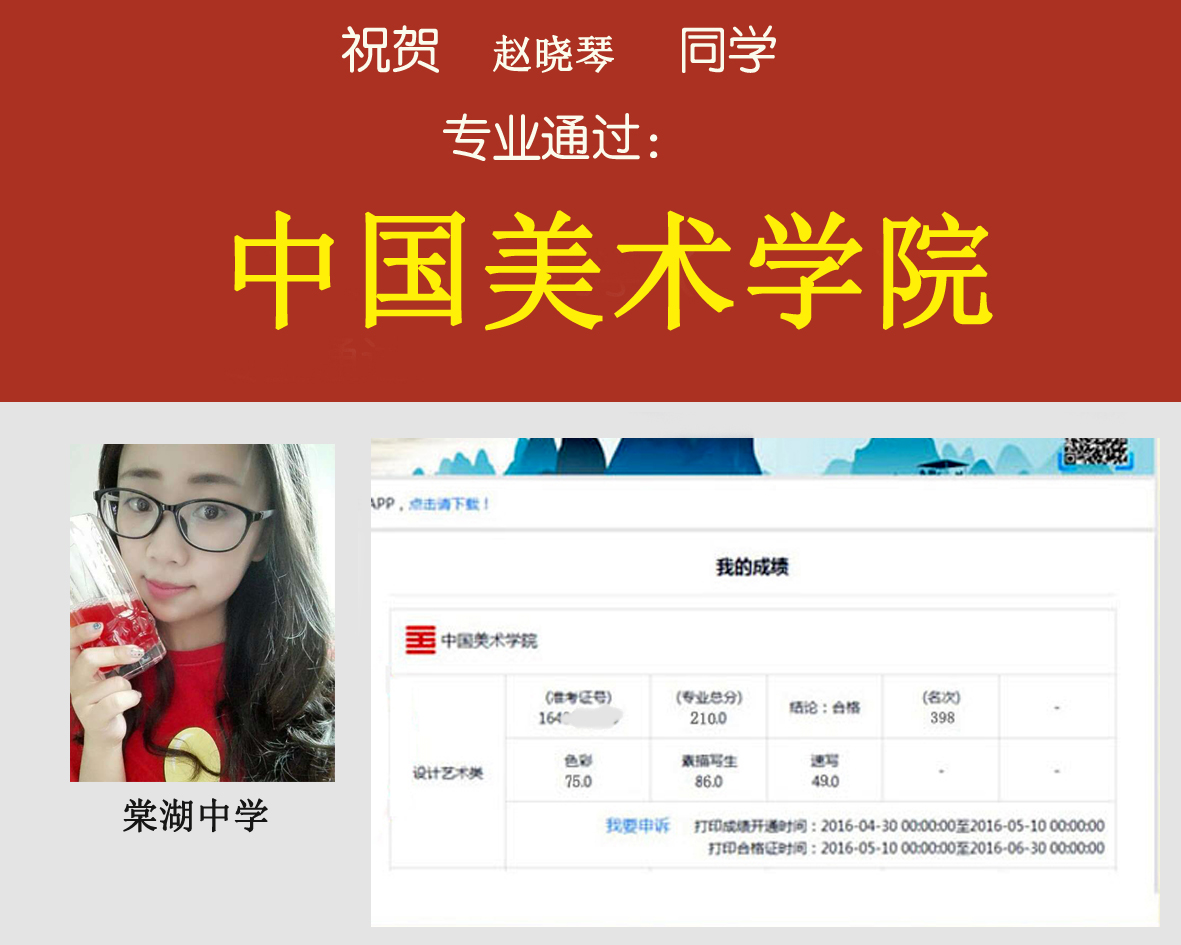 祝贺 赵晓琴 同学
专业通过：
中国美术学院
棠湖中学
APP，点击请下载！
我的成绩
中国美术学院
设计艺术类
(准考证号) (专业总分) 结论：合格 (名次) -
164 210.0 398
色彩 素描写生 速写 - -
75.0 86.0 49.0
我要申诉 打印成绩开通时间：2016-04-30 00:00:00至2016-05-10 00:00:00
打印合格证时间：2016-05-10 00:00:00至2016-06-30 00:00:00